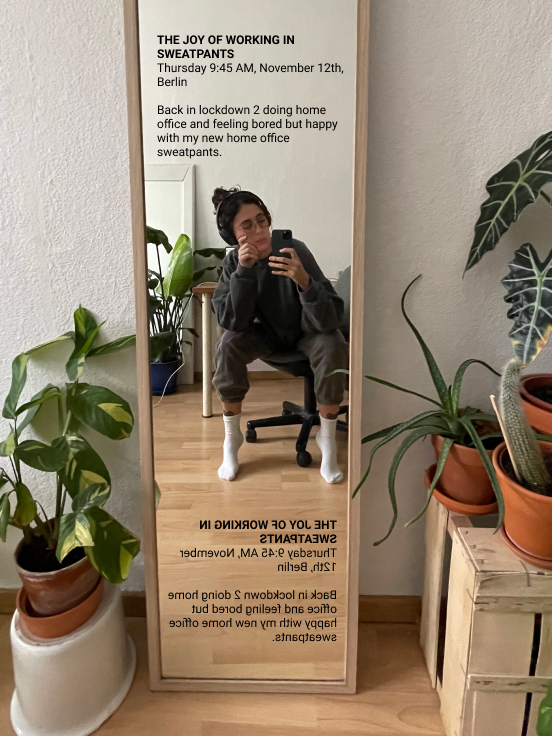 THE JOY OF WORKING IN
SWEATPANTS
Thursday 9:45 AM, November 12th,
Berlin
Back in lockdown 2 doing home
office and feeling bored but happy
with my new home office
sweatpants.
THE JOY OF WORKING IN
SWEATPANTS
Thursday 9:45 AM, November
12th, Berlin
Back in lockdown 2 doing home
office and feeling bored but
happy with my new home office
sweatpants.